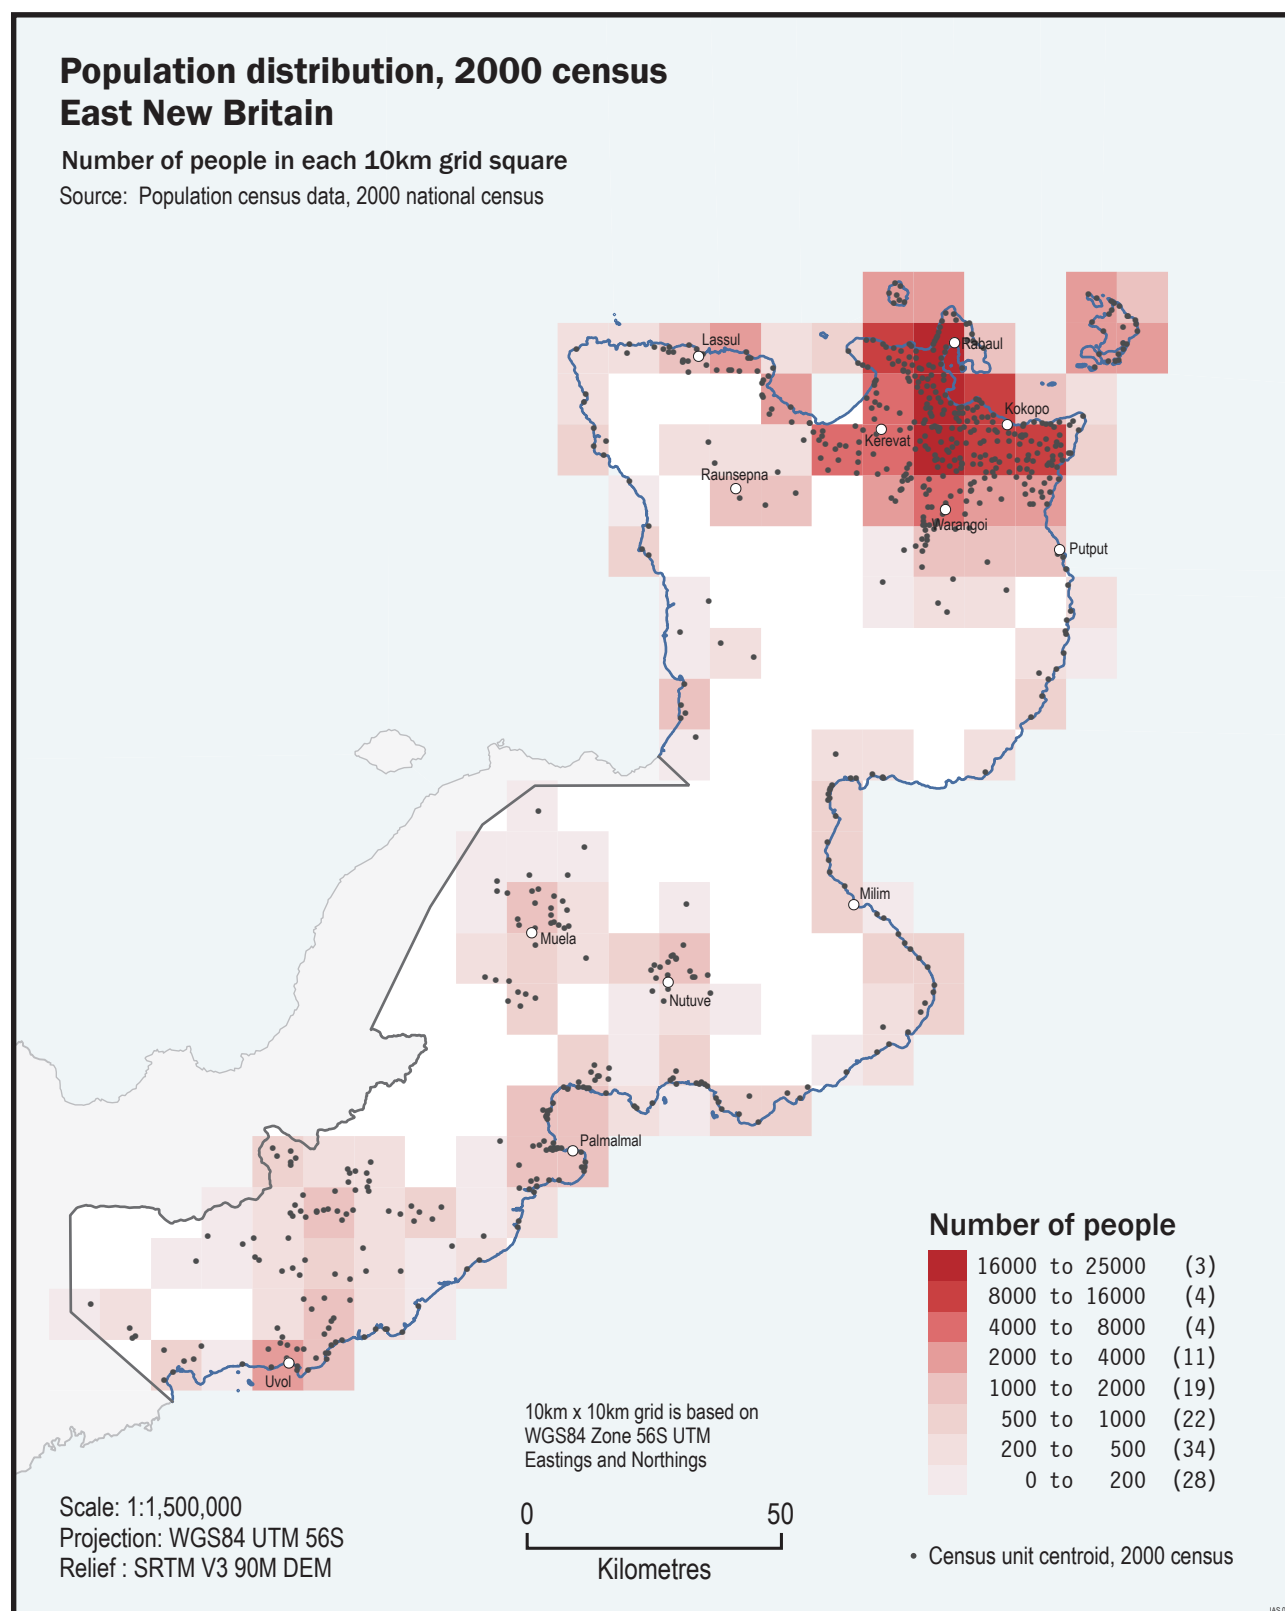 Population distribution, 2000 census
East New Britain
Number of people in each 10km grid square
Source: Population census data, 2000 national census
Lassul
Rabaul
Kokopo
Kerevat
Raunsepna
Warangoi
Putput
Milim
Muela
Nutuve
Palmalmal
Uvol
Number of people
16000 to 25000 (3)
8000 to 16000 (4)
4000 to 8000 (4)
2000 to 4000 (11)
1000 to 2000 (19)
500 to 1000 (22)
200 to 500 (34)
0 to 200 (28)
10km x 10km grid is based on
WGS84 Zone 56S UTM
Eastings and Northings
Scale: 1:1,500,000
Projection: WGS84 UTM 56S
Relief : SRTM V3 90M DEM
0 50
Kilometres
• Census unit centroid, 2000 census